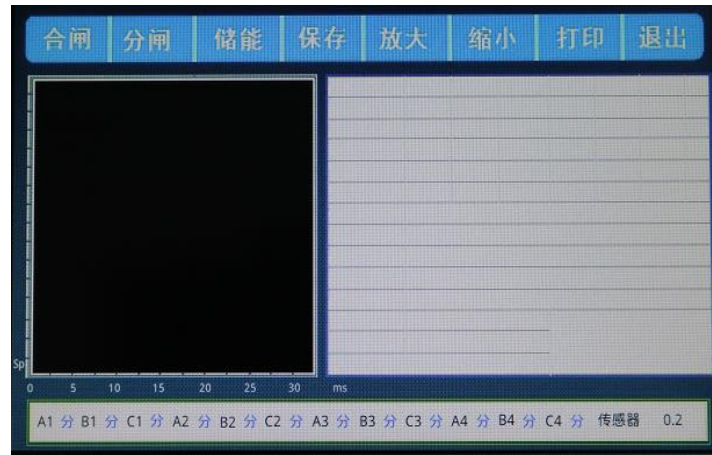 合闸 分闸 储能 保存 放大 缩小 打印 退出
Sp
0 5 10 15 20 25 30 ms
A1 分 B1 分 C1 分 A2 分 B2 分 C2 分 A3 分 B3 分 C3 分 A4 分 B4 分 C4 分 传感器 0.2